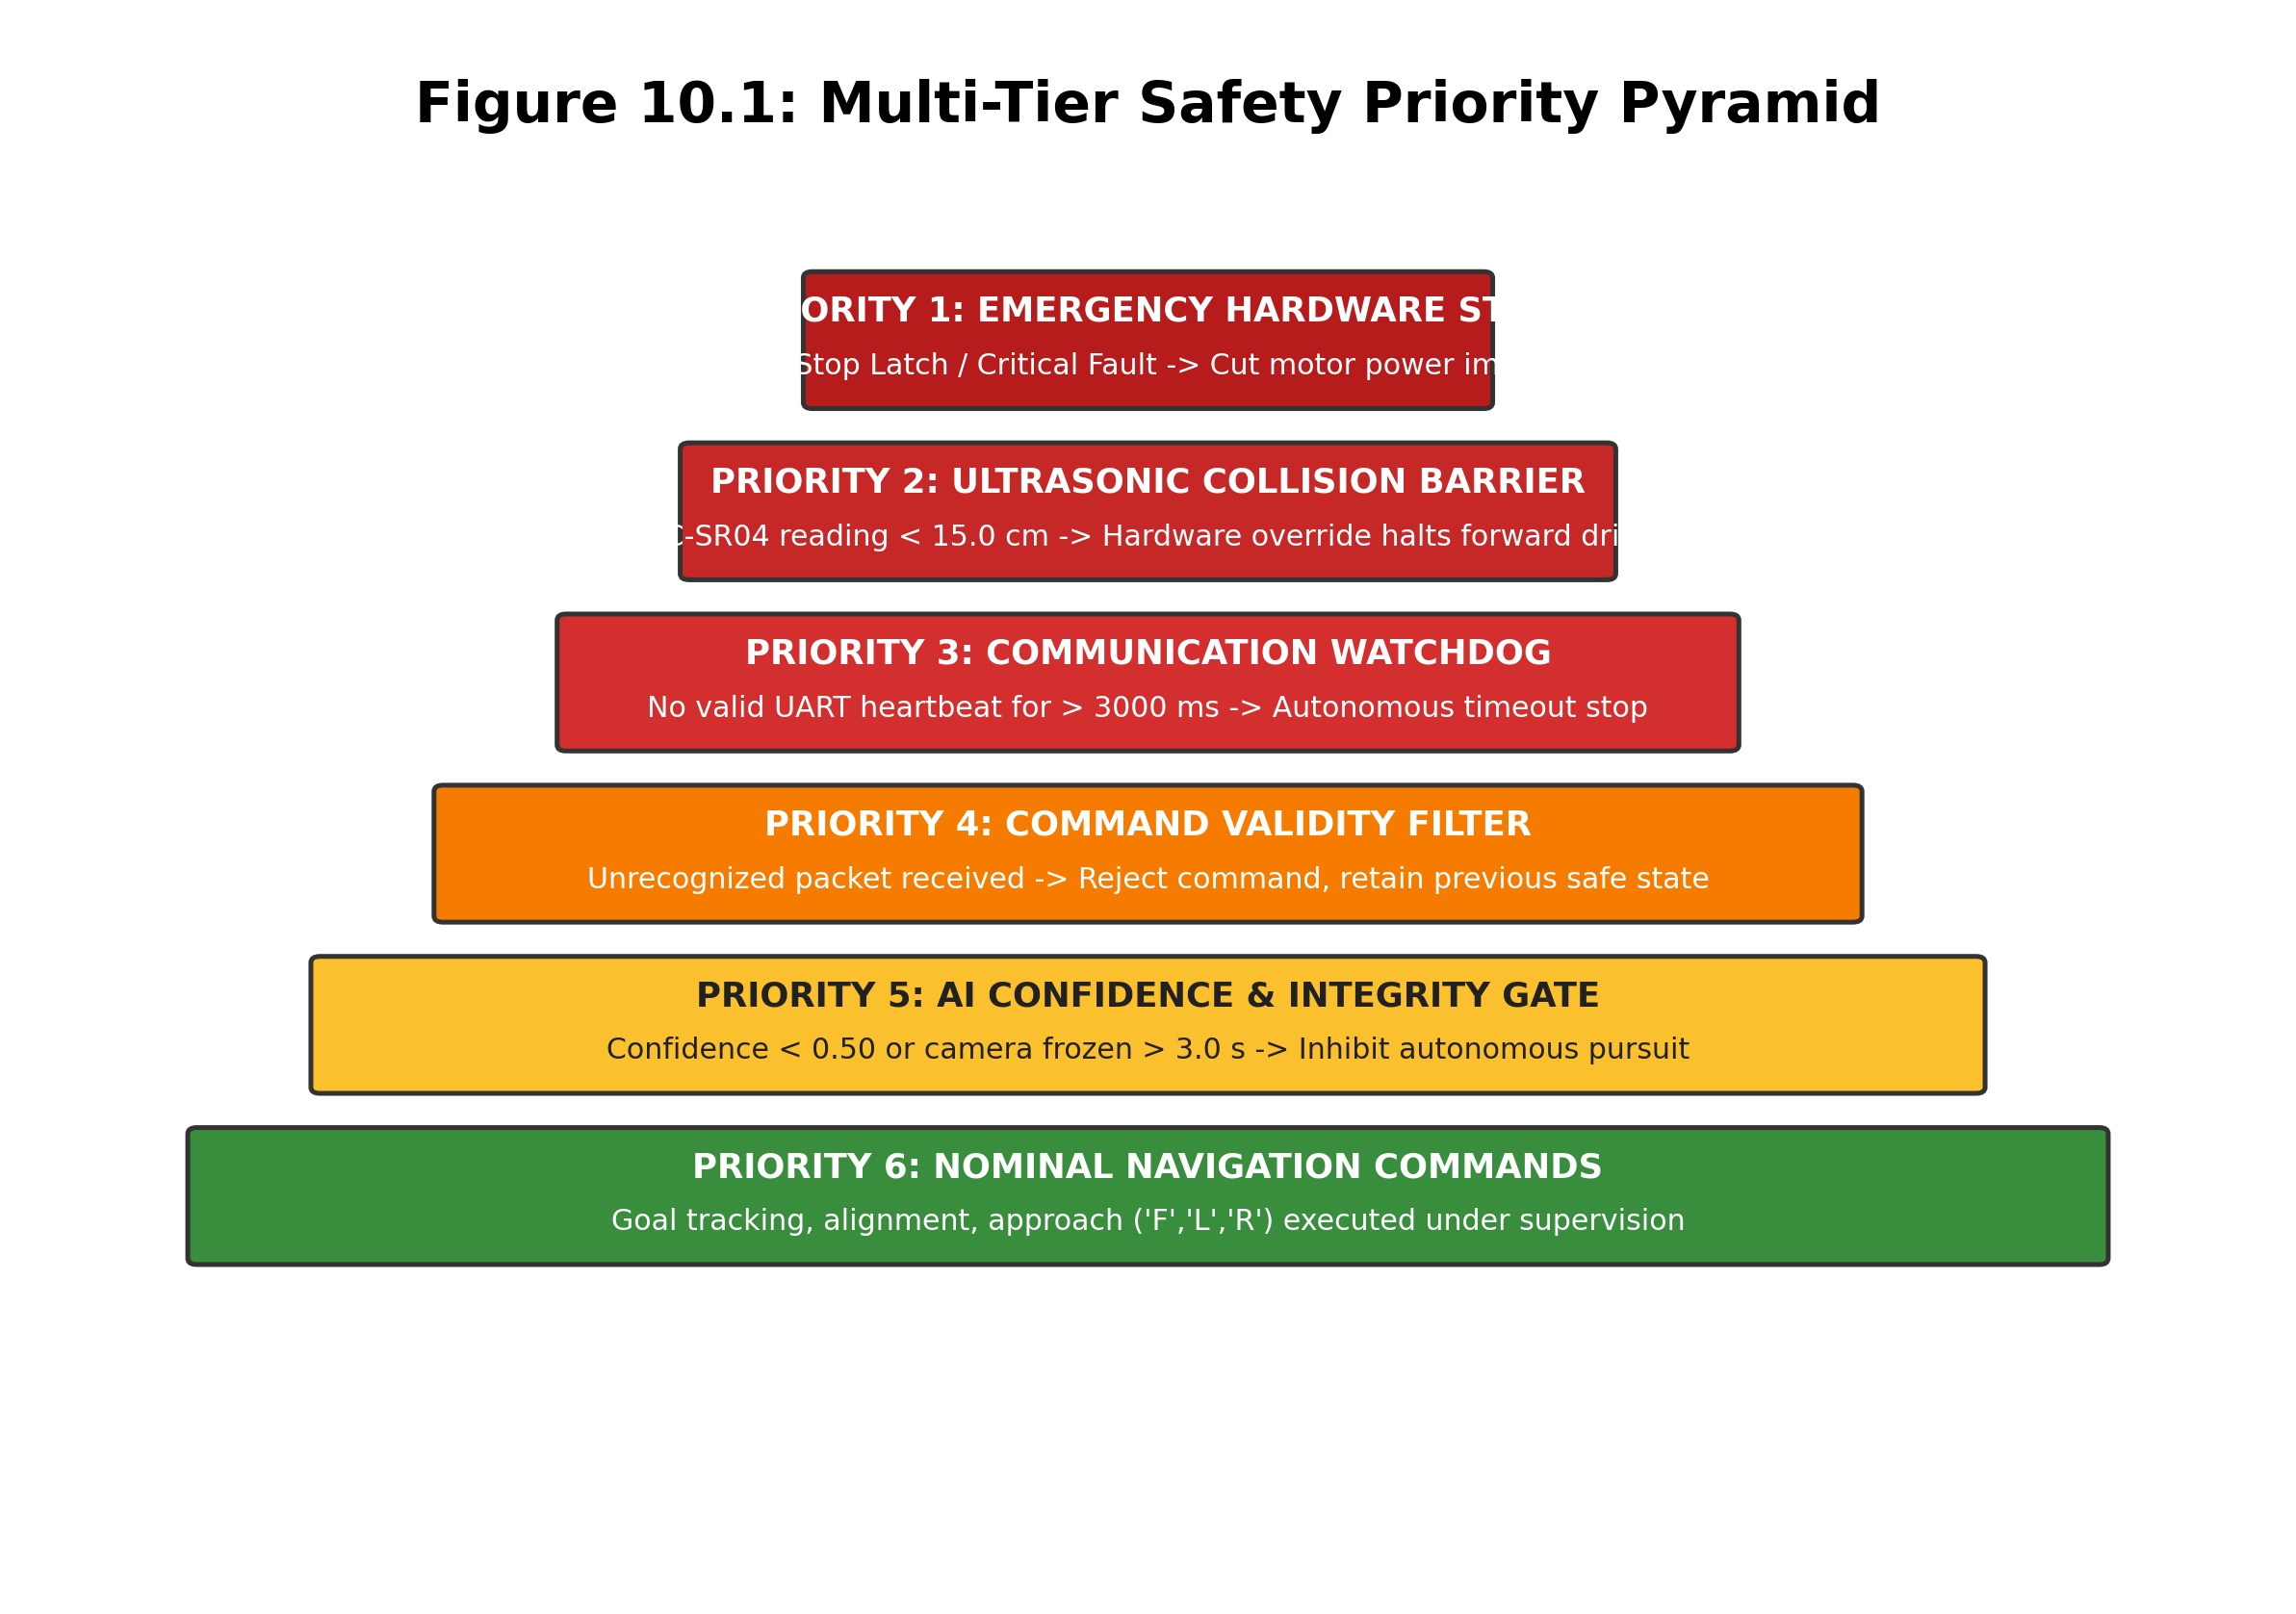 Figure 10.1: Multi-Tier Safety Priority Pyramid
ORITY 1: EMERGENCY HARDWARE ST
Stop Latch / Critical Fault -> Cut motor power im
PRIORITY 2: ULTRASONIC COLLISION BARRIER
C-SR04 reading < 15.0 cm -> Hardware override halts forward dri
PRIORITY 3: COMMUNICATION WATCHDOG
No valid UART heartbeat for > 3000 ms -> Autonomous timeout stop
PRIORITY 4: COMMAND VALIDITY FILTER
Unrecognized packet received -> Reject command, retain previous safe state
PRIORITY 5: AI CONFIDENCE & INTEGRITY GATE
Confidence < 0.50 or camera frozen > 3.0 s -> Inhibit autonomous pursuit
PRIORITY 6: NOMINAL NAVIGATION COMMANDS
Goal tracking, alignment, approach ('F','L','R') executed under supervision